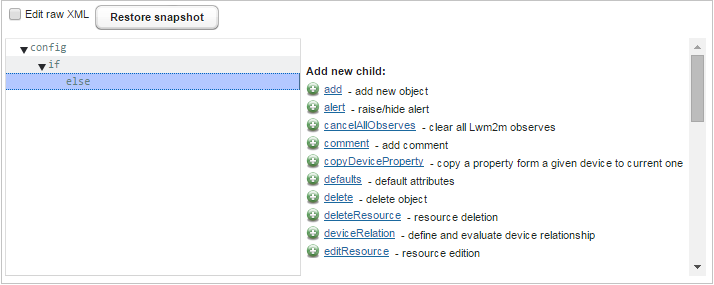 Edit raw XML Restore snapshot
config
if
else
Add new child:
add - add new object
alert - raise/hide alert
cancelAllObserves - clear all Lwm2m observes
comment - add comment
copyDeviceProperty - copy a property form a given device to current one
defaults - default attributes
delete - delete object
deleteResource - resource deletion
deviceRelation - define and evaluate device relationship
editResource - resource edition